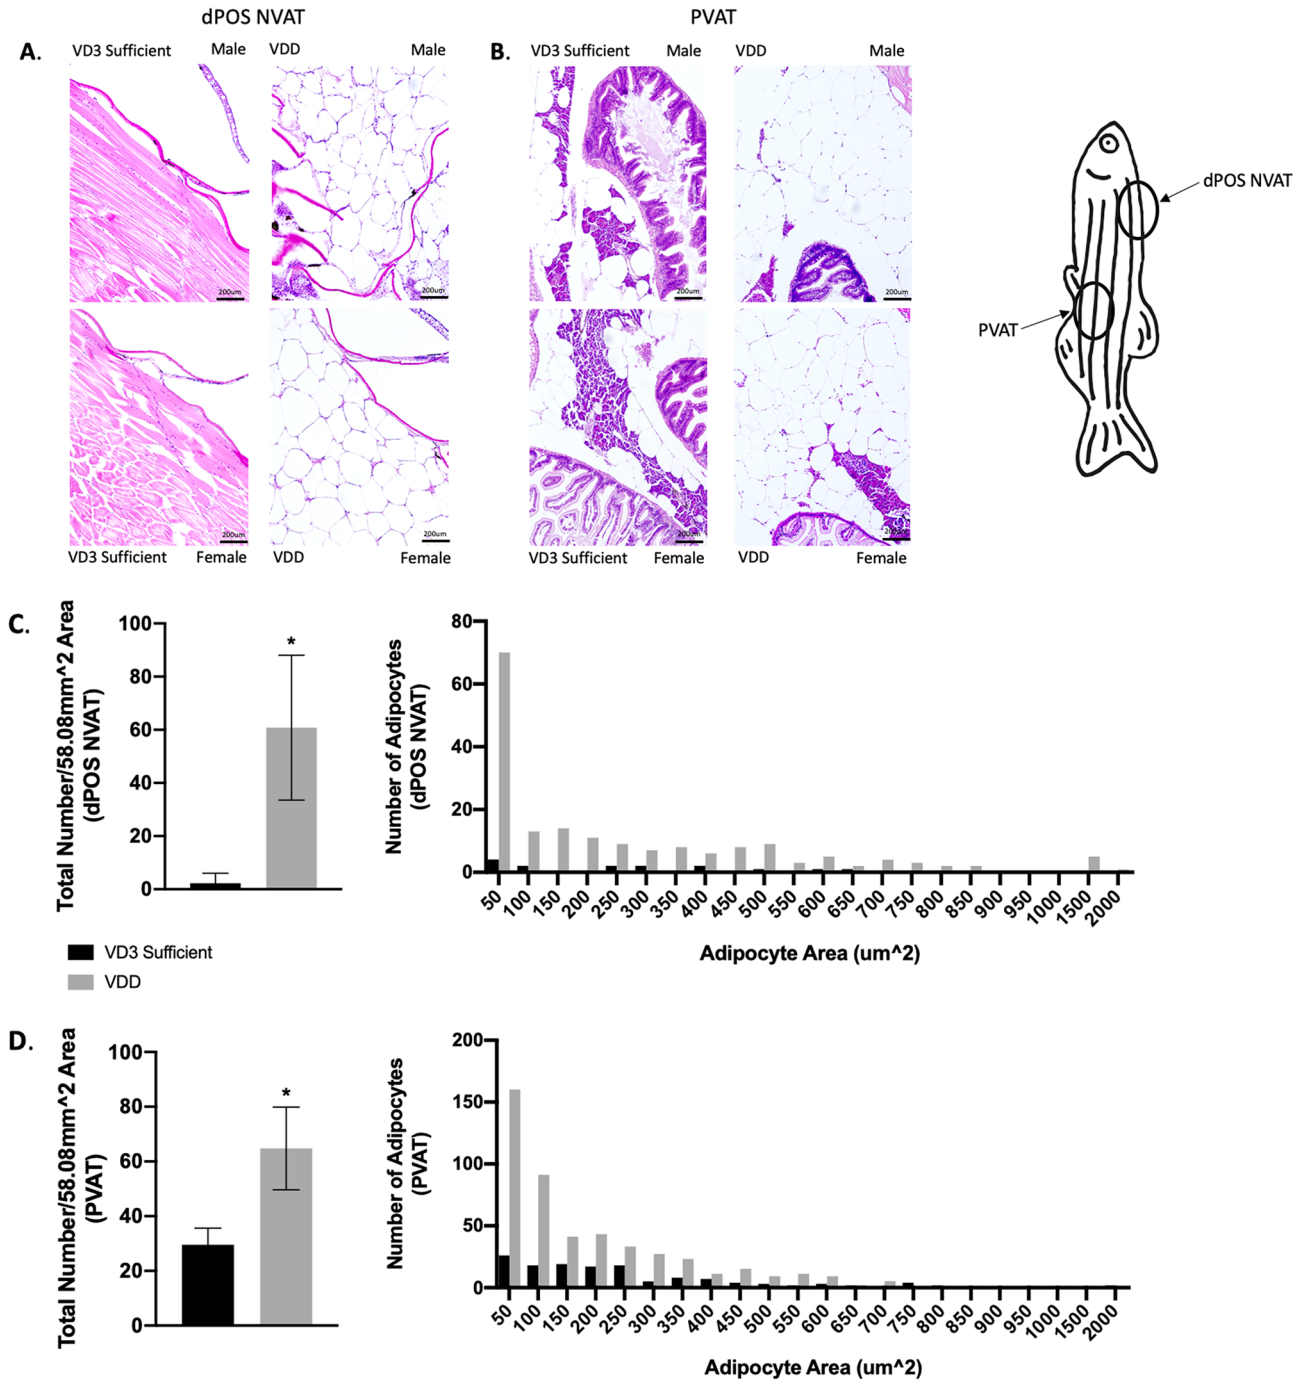 dPOS NVAT
PVAT
A.
VD3 Sufficient
Male
VDD
Male
B.
VD3 Sufficient
Male
VDD
Male
200um
200um
200um
200um
dPOS NVAT
PVAT
200um
200um
200um
200um
VD3 Sufficient
Female
VDD
Female
VD3 Sufficient
Female
VDD
Female
C.
Total Number/58.08mm^2 Area
(dPOS NVAT)
100
80
60
40
20
0
*
Number of Adipocytes
(dPOS NVAT)
80
60
40
20
0
50 100 150 200 250 300 350 400 450 500 550 600 650 700 750 800 850 900 950 1000 1500 2000
Adipocyte Area (um^2)
VD3 Sufficient
VDD
D.
Total Number/58.08mm^2 Area
(PVAT)
100
80
60
40
20
0
*
Number of Adipocytes
(PVAT)
200
150
100
50
0
50 100 150 200 250 300 350 400 450 500 550 600 650 700 750 800 850 900 950 1000 1500 2000
Adipocyte Area (um^2)